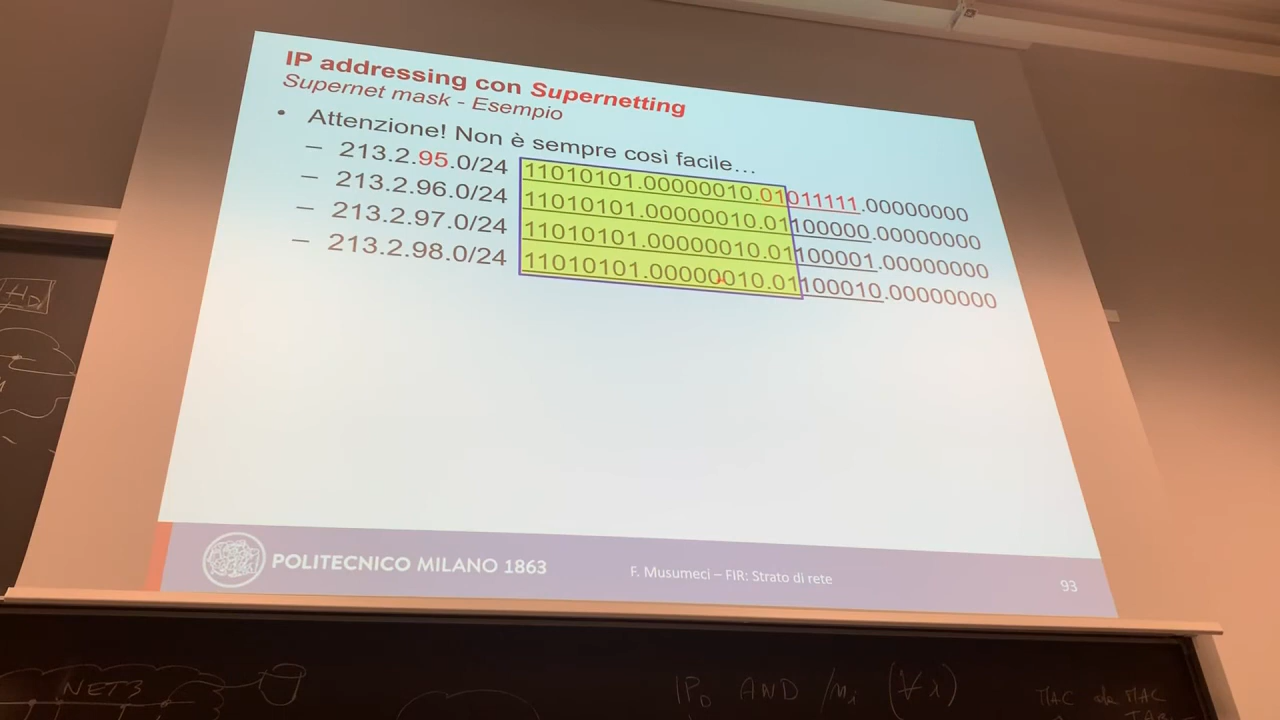 IP addressing con Supernetting
Supernet mask - Esempio
• Attenzione! Non è sempre così facile…
– 213.2.95.0/24 11010101.00000010.01011111.00000000
– 213.2.96.0/24 11010101.00000010.01100000.00000000
– 213.2.97.0/24 11010101.00000010.01100001.00000000
– 213.2.98.0/24 11010101.00000010.01100010.00000000
POLITECNICO MILANO 1863
F. Musumeci – FIR: Strato di rete
93
NET3
IP_D AND /m_i (∀ i)